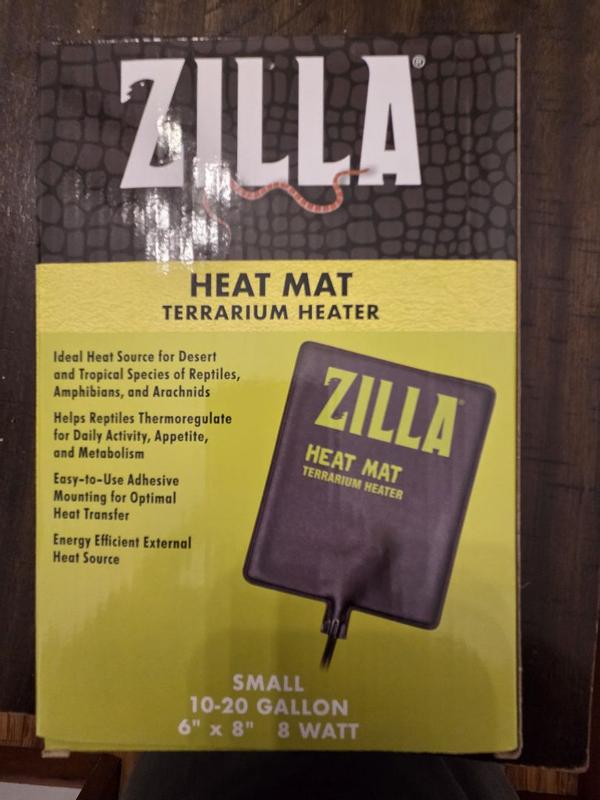 ZILLA®
HEAT MAT
TERRARIUM HEATER
Ideal Heat Source for Desert
and Tropical Species of Reptiles,
Amphibians, and Arachnids
Helps Reptiles Thermoregulate
for Daily Activity, Appetite,
and Metabolism
Easy-to-Use Adhesive
Mounting for Optimal
Heat Transfer
Energy Efficient External
Heat Source
ZILLA®
HEAT MAT
TERRARIUM HEATER
SMALL
10-20 GALLON
6" x 8" 8 WATT